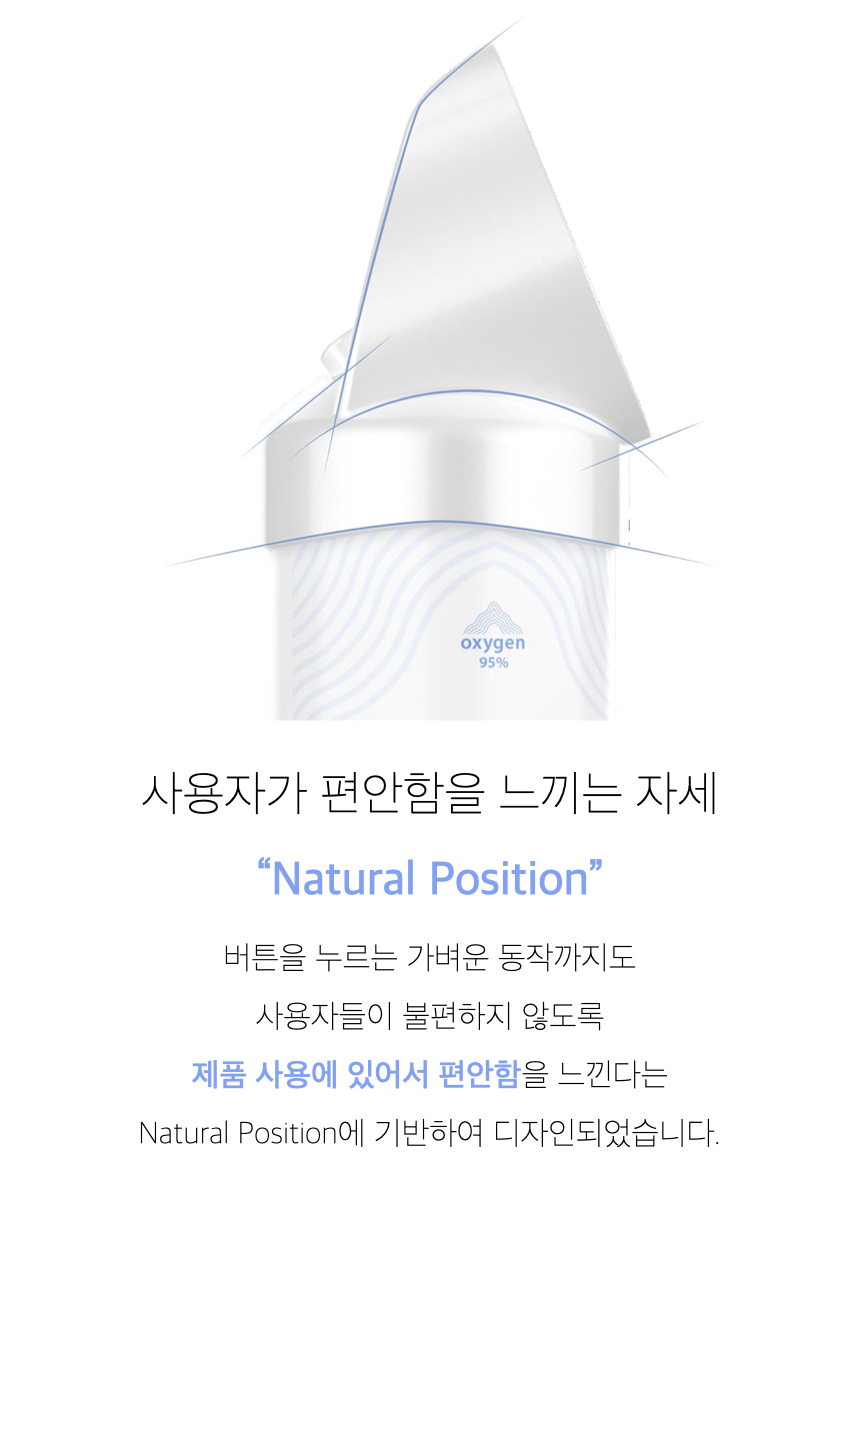 oxygen
95%
사용자가 편안함을 느끼는 자세
“Natural Position”
버튼을 누르는 가벼운 동작까지도
사용자들이 불편하지 않도록
제품 사용에 있어서 편안함을 느낀다는
Natural Position에 기반하여 디자인되었습니다.